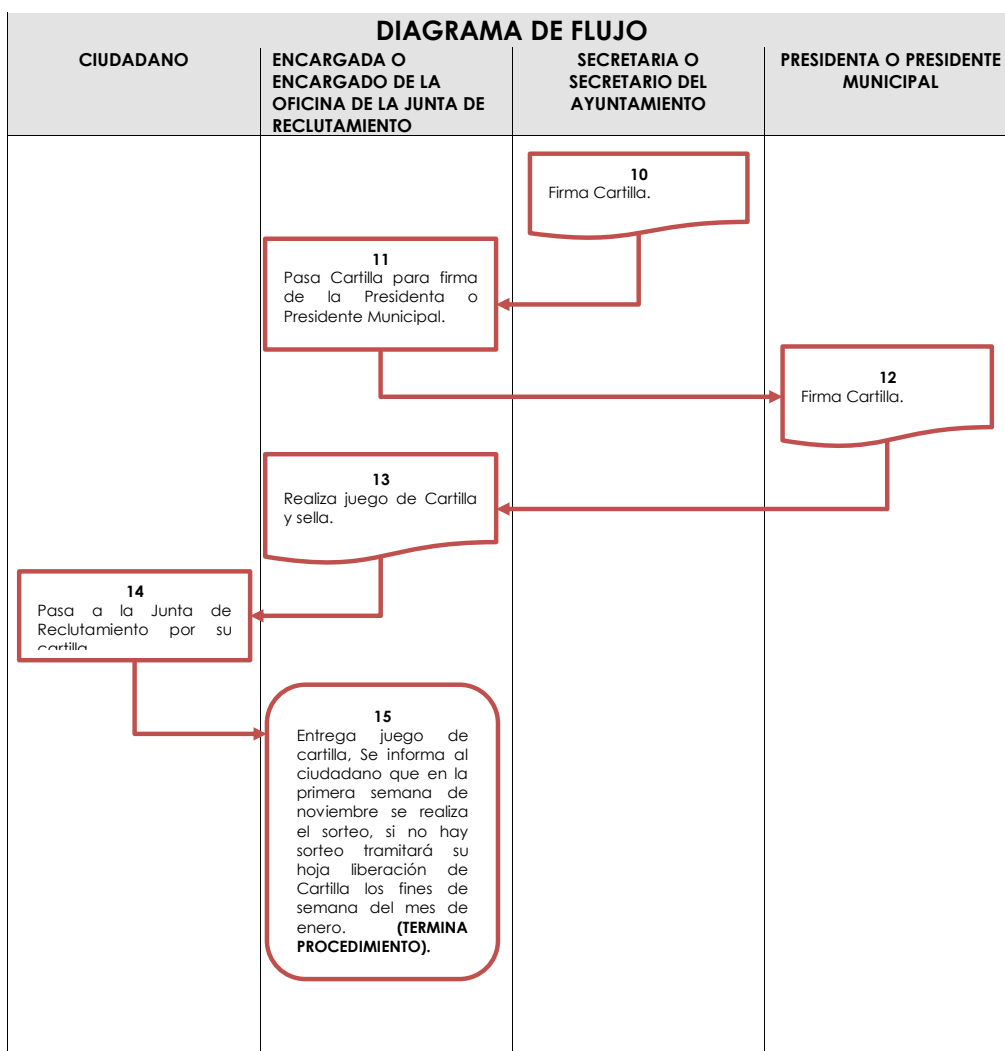 DIAGRAMA DE FLUJO
CIUDADANO
ENCARGADA O
ENCARGADO DE LA
OFICINA DE LA JUNTA DE
RECLUTAMIENTO
SECRETARIA O
SECRETARIO DEL
AYUNTAMIENTO
PRESIDENTA O PRESIDENTE
MUNICIPAL
10
Firma Cartilla.
11
Pasa Cartilla para firma
de la Presidenta o
Presidente Municipal.
12
Firma Cartilla.
13
Realiza juego de Cartilla
y sella.
14
Pasa a la Junta de
Reclutamiento por su
cartilla
15
Entrega juego de
cartilla, Se informa al
ciudadano que en la
primera semana de
noviembre se realiza
el sorteo, si no hay
sorteo tramitará su
hoja liberación de
Cartilla los fines de
semana del mes de
enero. (TERMINA
PROCEDIMIENTO).